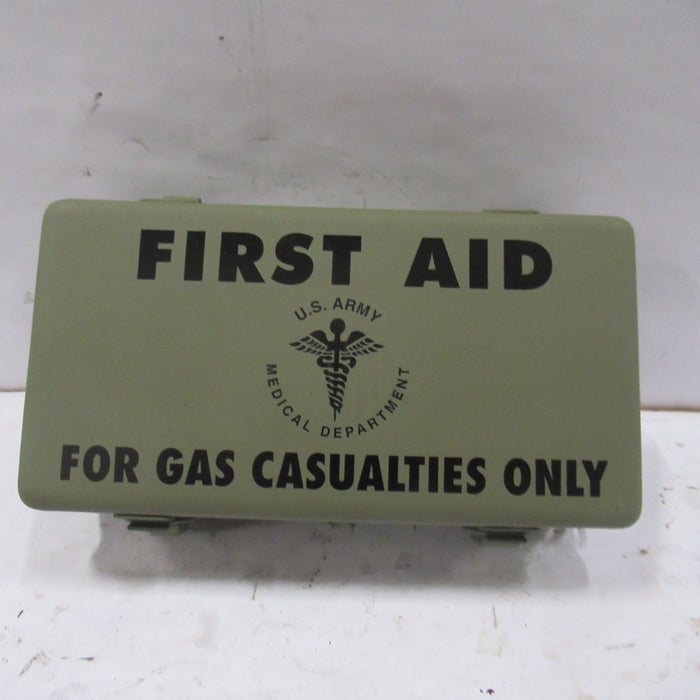 FIRST AID
U.S. ARMY
MEDICAL DEPARTMENT
FOR GAS CASUALTIES ONLY